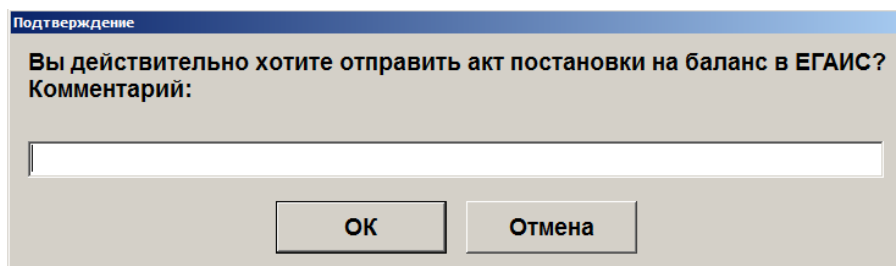 Подтверждение
Вы действительно хотите отправить акт постановки на баланс в ЕГАИС?
Комментарий:
ОК
Отмена